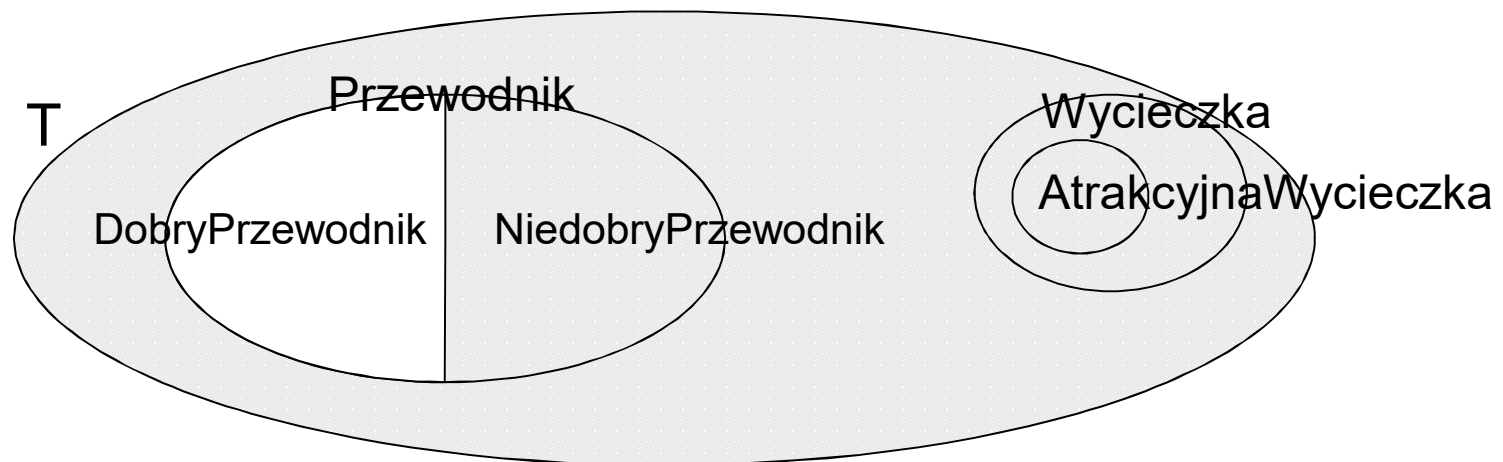 T
Przewodnik
Wycieczka
DobryPrzewodnik
NiedobryPrzewodnik
AtrakcyjnaWycieczka